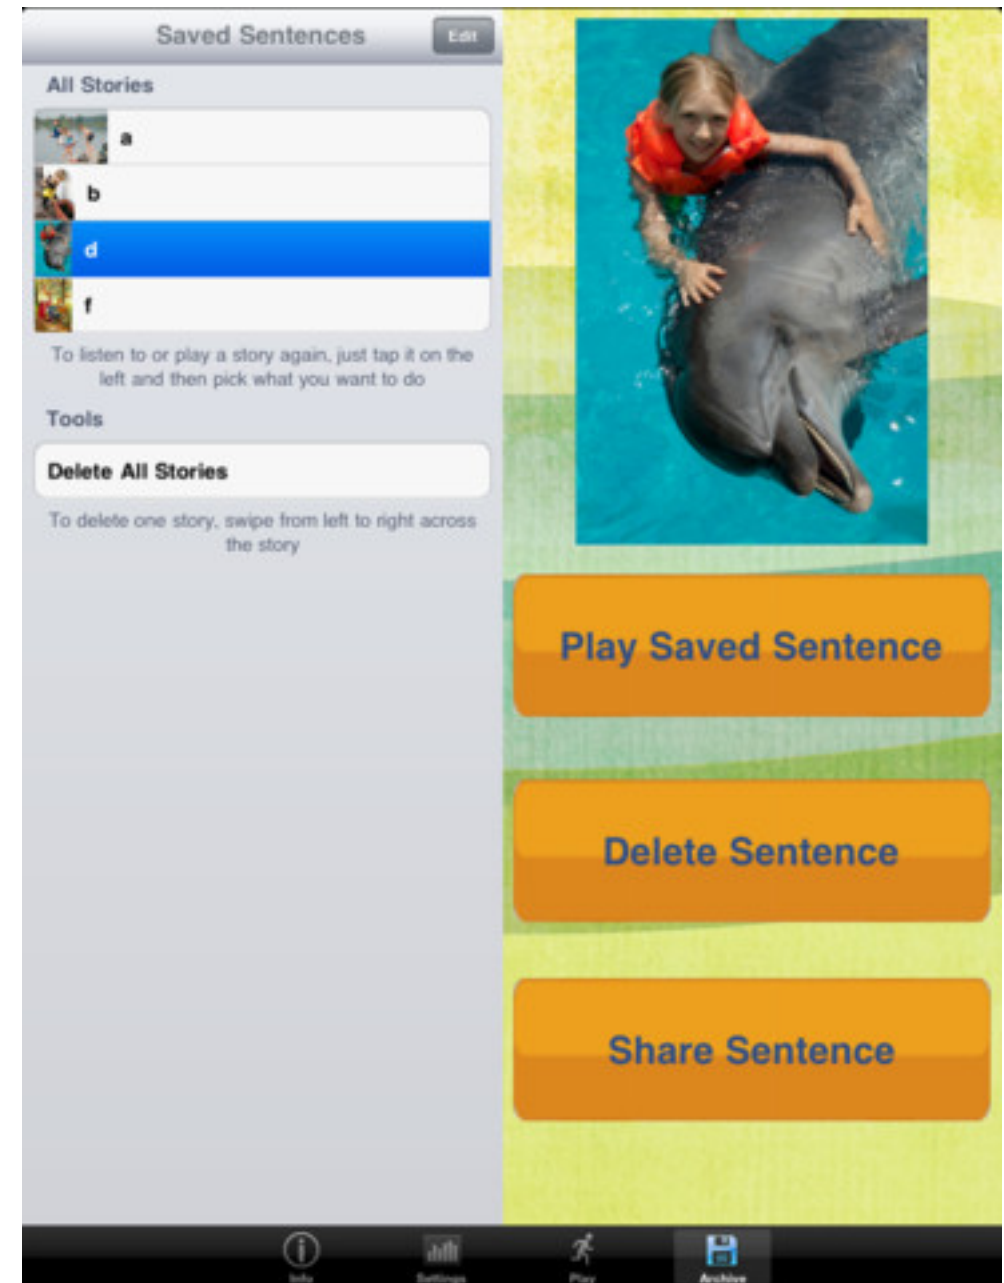 Saved Sentences
Edit
All Stories
a
b
d
f
To listen to or play a story again, just tap it on the
left and then pick what you want to do
Tools
Delete All Stories
To delete one story, swipe from left to right across
the story
Play Saved Sentence
Delete Sentence
Share Sentence
Info
Settings
Play
Archive